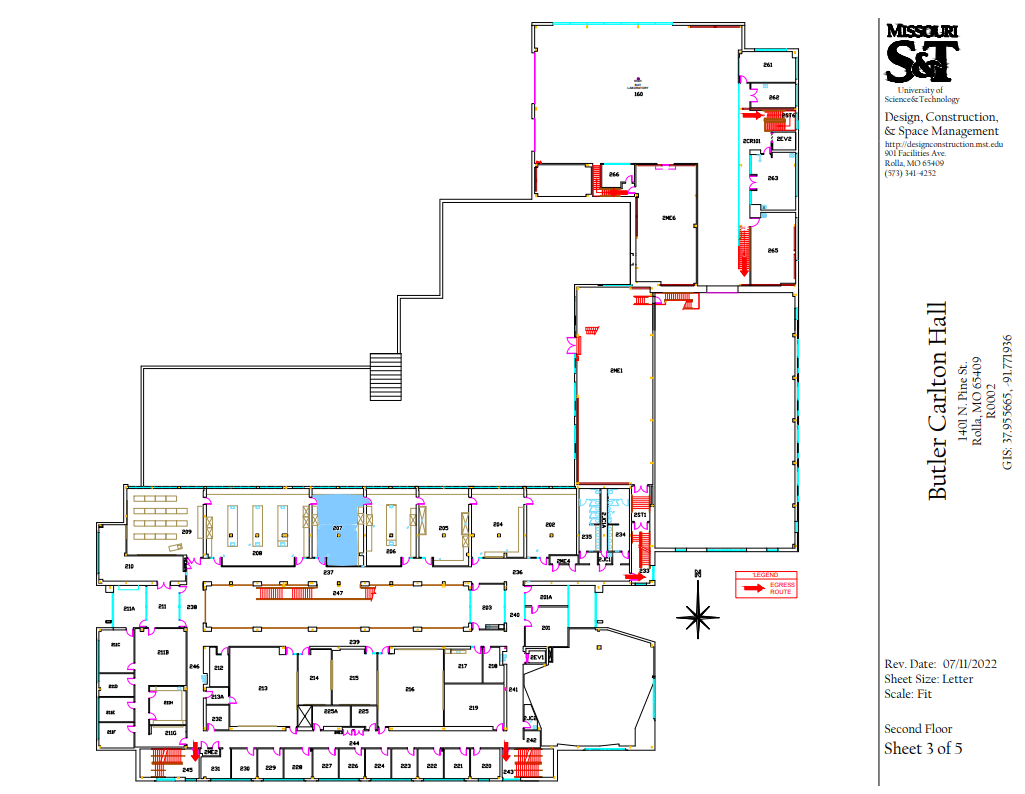 MISSOURI
S&T
University of
Science&Technology
Design, Construction,
& Space Management
http://designconstruction.mst.edu
901 Facilities Ave.
Rolla, MO 65409
(573) 341-4252
Butler Carlton Hall
1401 N. Pine St.
Rolla, MO 65409
R0002
GIS: 37.955665, -91.771936
Rev. Date: 07/11/2022
Sheet Size: Letter
Scale: Fit
Second Floor
Sheet 3 of 5
LABORATORY
160
261
262
2ST6
2CR101
2EV2
263
266
2ME6
265
2ME1
209
208
207
206
205
204
202
235
234
2ST1
2JC1
233
210
237
236
"LEGEND
EGRESS
ROUTE
N
211A
211
238
247
203
240
201A
201
239
211C
211B
246
212
213
214
215
216
217
218
2EV1
211D
211E
211F
211H
211G
213A
232
225A
225
219
241
2JC2
242
244
2ME2
245
231
230
229
228
227
226
224
223
222
221
220
243